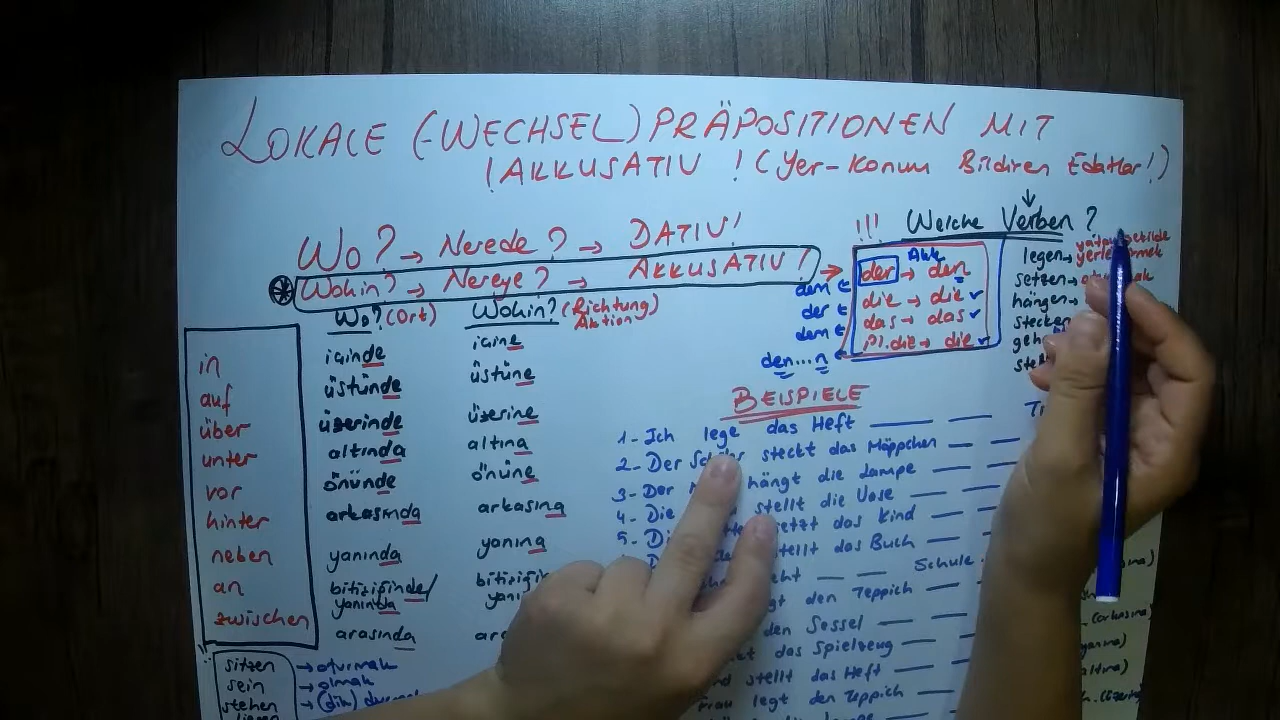 LOKALE (-WECHSEL) PRÄPOSITIONEN MIT
! AKKUSATIV ! (Yer-Konum Bildiren Edatlar!)
Wo? → Nerede? → DATIV!
Wohin? → Nereye? → AKKUSATIV!
Wo? (Ort)
Wohin? (Richtung)
Aktion
in
auf
über
unter
vor
hinter
neben
an
zwischen
içinde
üstünde
üzerinde
altında
önünde
arkasında
yanında
bitişiğinde/
yanında
arasında
içine
üstüne
üzerine
altına
önüne
arkasına
yanına
sitzen → oturmak
sein → olmak
stehen → (dik)
liegen
!!! Welche Verben?
Akk
der → den
die → die
das → das
Pl. die → die
dem
der
dem
den...n
legen →
setzen →
hängen →
stecken
BEISPIELE
1- Ich lege das Heft
2- Der steckt das Mäppchen
3- Der hängt die Lampe
4- Die stellt die Vase
5- das Kind
stellt das Buch
Schule.
den Teppich
den Sessel
das Spielzeug
stellt das Heft
Frau legt den Teppich